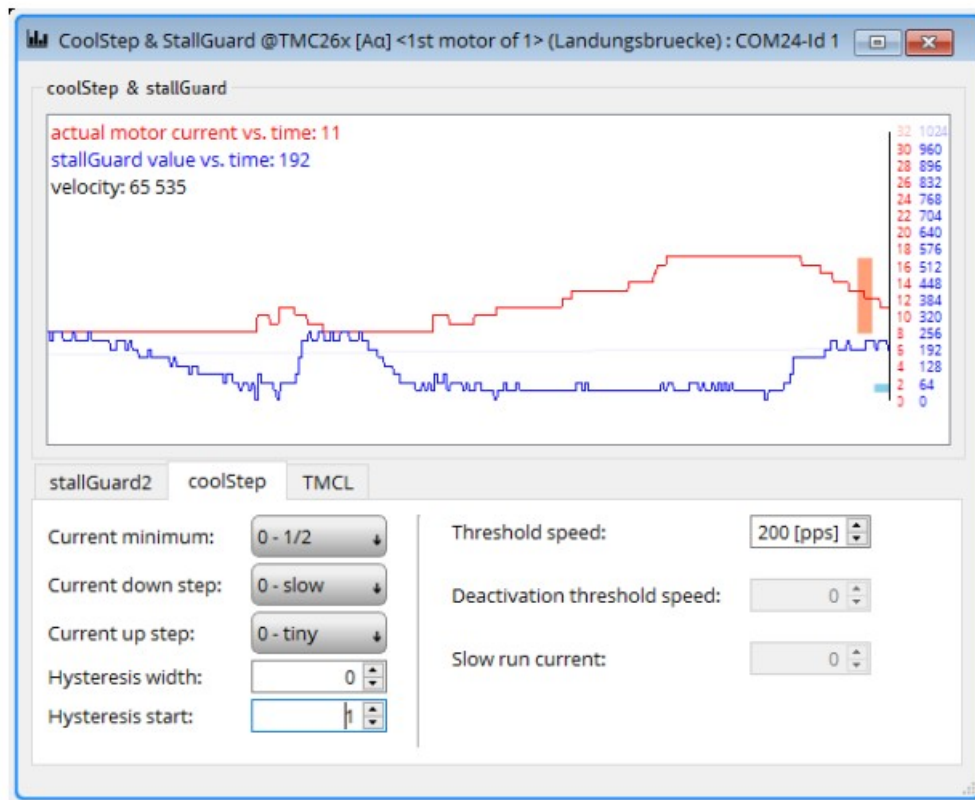 CoolStep & StallGuard @TMC26x [Aα] <1st motor of 1> (Landungsbruecke) : COM24-Id 1
coolStep & stallGuard
actual motor current vs. time: 11
stallGuard value vs. time: 192
velocity: 65 535
32 1024
30 960
28 896
26 832
24 768
22 704
20 640
18 576
16 512
14 448
12 384
10 320
8 256
6 192
4 128
2 64
0 0
stallGuard2 coolStep TMCL
Current minimum: 0 - 1/2
Current down step: 0 - slow
Current up step: 0 - tiny
Hysteresis width: 0
Hysteresis start: 1
Threshold speed: 200 [pps]
Deactivation threshold speed: 0
Slow run current: 0